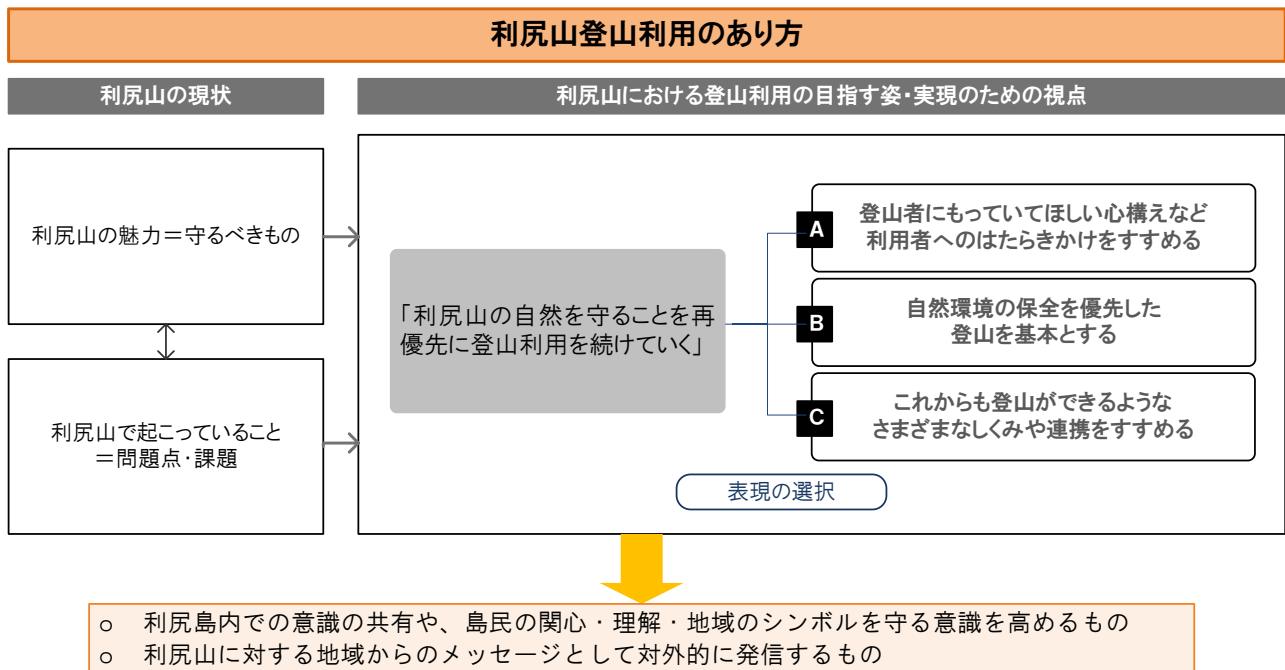 利尻山登山利用のあり方
利尻山の現状
利尻山における登山利用の目指す姿・実現のための視点
利尻山の魅力＝守るべきもの
利尻山で起こっていること
＝問題点・課題
「利尻山の自然を守ることを再
優先に登山利用を続けていく」
A
登山者にもっていてほしい心構えなど
利用者へのはたらきかけをすすめる
B
自然環境の保全を優先した
登山を基本とする
C
これからも登山ができるような
さまざまなしくみや連携をすすめる
表現の選択
o 利尻島内での意識の共有や、島民の関心・理解・地域のシンボルを守る意識を高めるもの
o 利尻山に対する地域からのメッセージとして対外的に発信するもの